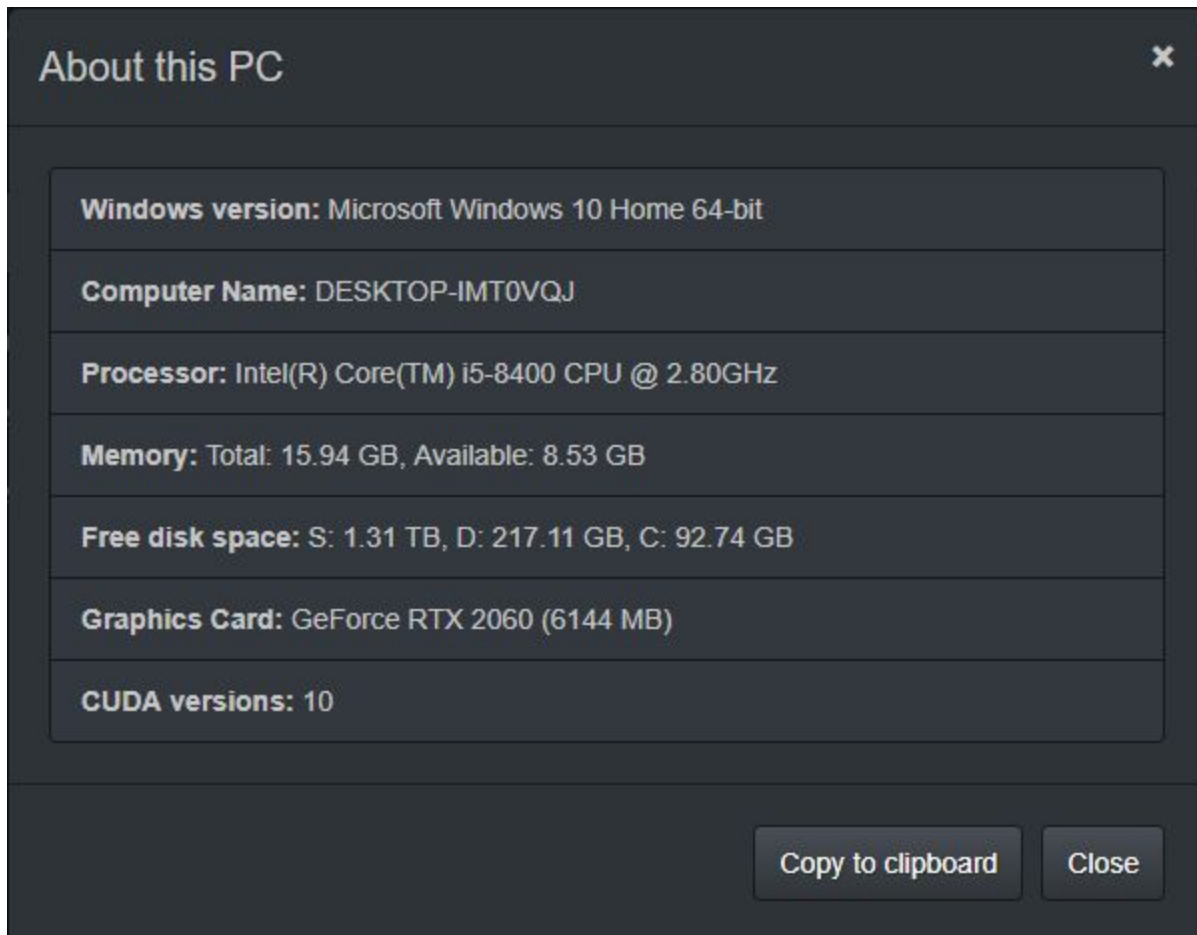 About this PC
Windows version: Microsoft Windows 10 Home 64-bit
Computer Name: DESKTOP-IMT0VQJ
Processor: Intel(R) Core(TM) i5-8400 CPU @ 2.80GHz
Memory: Total: 15.94 GB, Available: 8.53 GB
Free disk space: S: 1.31 TB, D: 217.11 GB, C: 92.74 GB
Graphics Card: GeForce RTX 2060 (6144 MB)
CUDA versions: 10
Copy to clipboard
Close